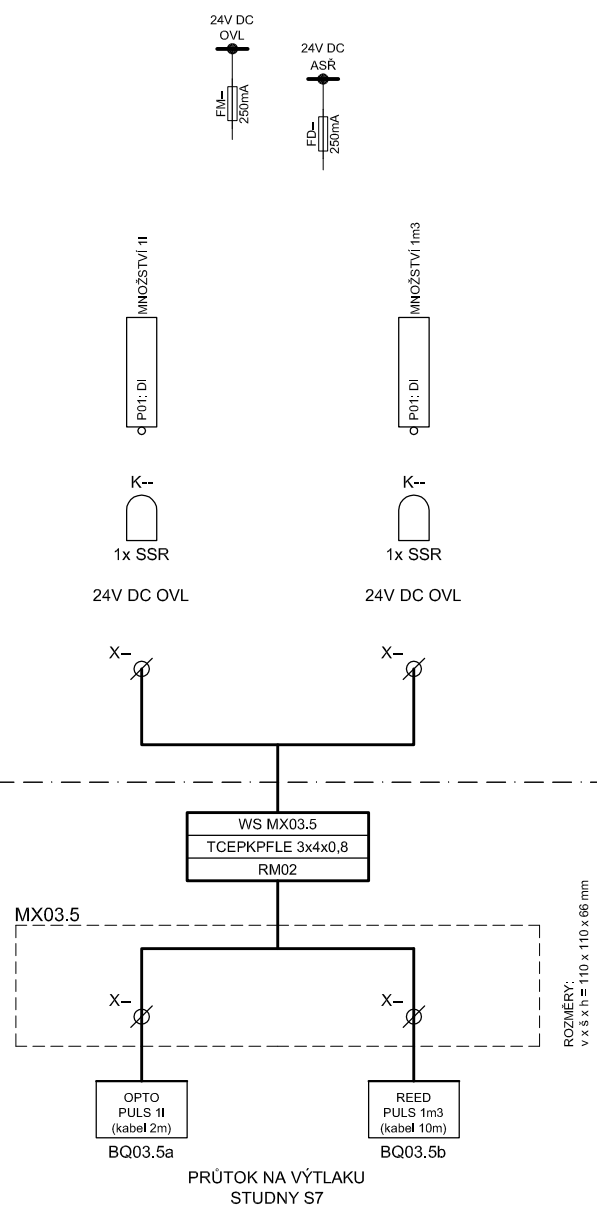 24V DC
OVL
FM–
250mA
24V DC
ASŘ
FD–
250mA
MNOŽSTVÍ 1l
P01: DI
MNOŽSTVÍ 1m3
P01: DI
K--
1x SSR
24V DC OVL
K--
1x SSR
24V DC OVL
X–
X–
WS MX03.5
TCEPKPFLE 3x4x0,8
RM02
MX03.5
X–
X–
ROZMĚRY:
v x š x h = 110 x 110 x 66 mm
OPTO
PULS 1l
(kabel 2m)
BQ03.5a
REED
PULS 1m3
(kabel 10m)
BQ03.5b
PRŮTOK NA VÝTLAKU
STUDNY S7